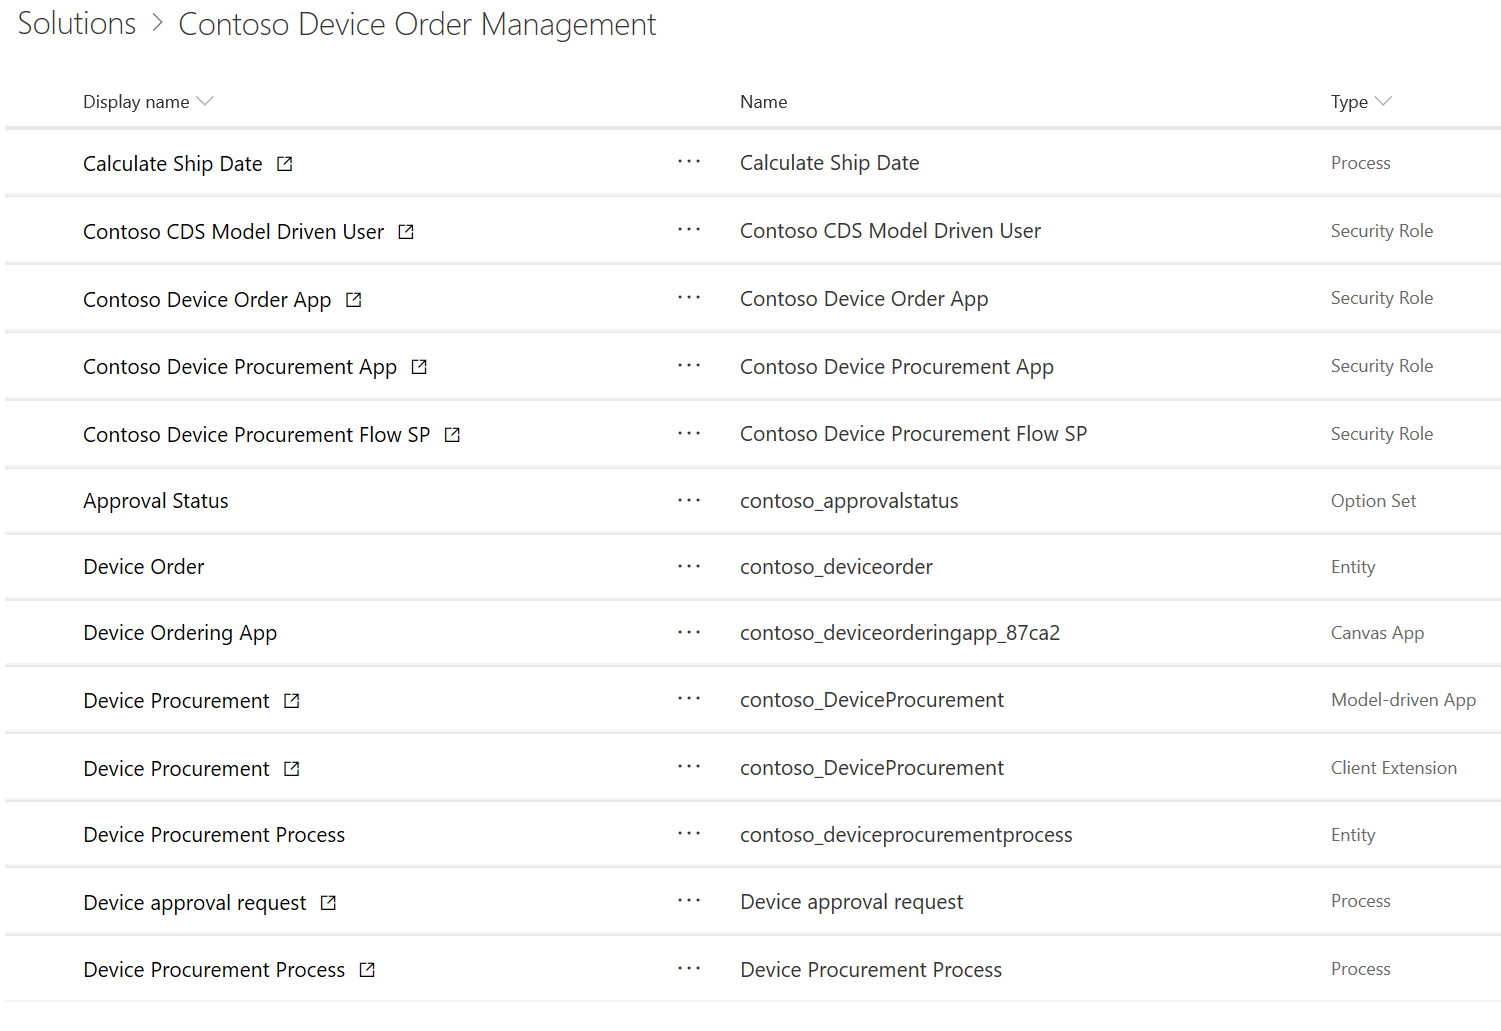 Solutions > Contoso Device Order Management
Display name Name Type
Calculate Ship Date ... Calculate Ship Date Process
Contoso CDS Model Driven User ... Contoso CDS Model Driven User Security Role
Contoso Device Order App ... Contoso Device Order App Security Role
Contoso Device Procurement App ... Contoso Device Procurement App Security Role
Contoso Device Procurement Flow SP ... Contoso Device Procurement Flow SP Security Role
Approval Status ... contoso_approvalstatus Option Set
Device Order ... contoso_deviceorder Entity
Device Ordering App ... contoso_deviceorderingapp_87ca2 Canvas App
Device Procurement ... contoso_DeviceProcurement Model-driven App
Device Procurement ... contoso_DeviceProcurement Client Extension
Device Procurement Process ... contoso_deviceprocurementprocess Entity
Device approval request ... Device approval request Process
Device Procurement Process ... Device Procurement Process Process